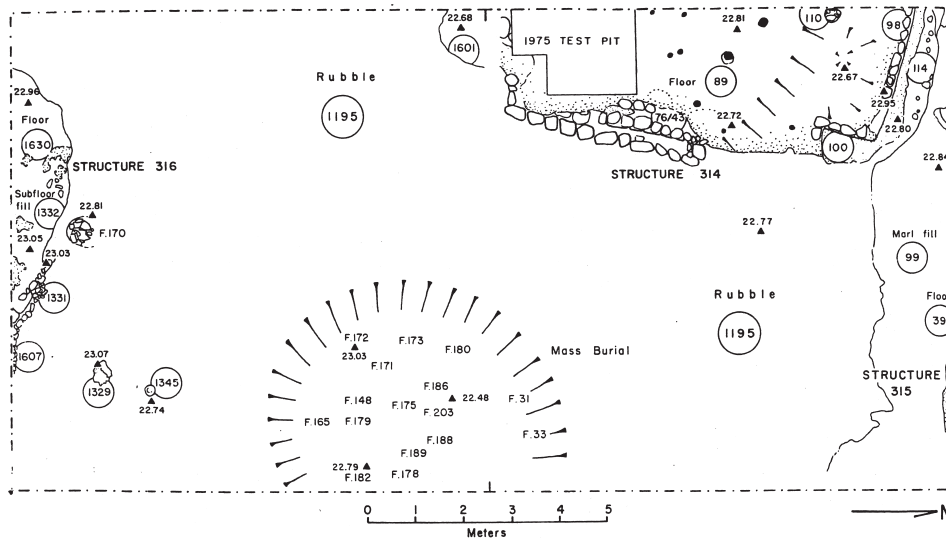 22.68
1601
1975 TEST PIT
22.81
110
98
114
22.67
22.95
22.80
Floor
89
76/43
22.72
100
STRUCTURE 314
22.84
22.96
Floor
1630
STRUCTURE 316
Subfloor
fill
1332
22.81
F.170
23.05
23.03
1331
1607
23.07
1329
1345
22.74
Rubble
1195
22.77
Marl fill
99
Rubble
1195
STRUCTURE
315
Mass Burial
F.172
23.03
F.173
F.180
F.171
F.186
F.148
F.175
22.48
F.31
F.203
F.165
F.179
F.33
F.188
F.189
22.79
F.182
F.178
0 1 2 3 4 5
Meters